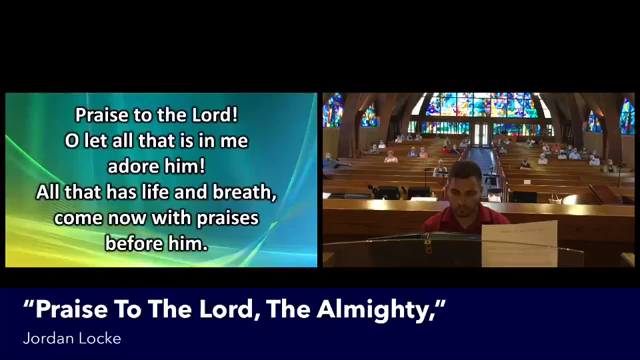 Praise to the Lord!
O let all that is in me
adore him!
All that has life and breath,
come now with praises
before him.
“Praise To The Lord, The Almighty,”
Jordan Locke